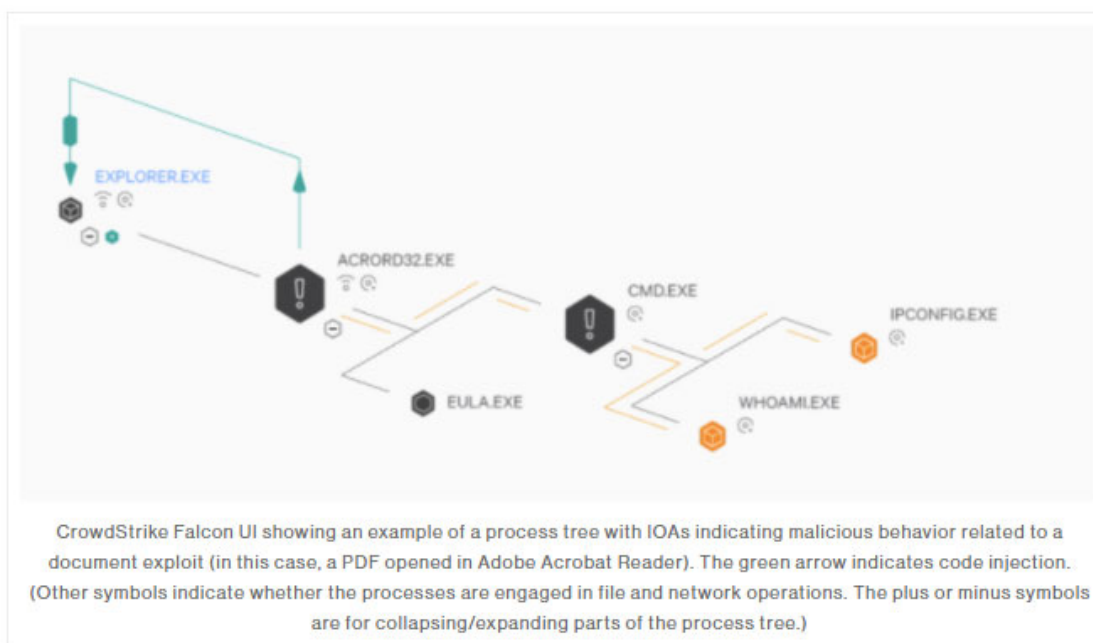 EXPLORER.EXE
ACRORD32.EXE
CMD.EXE
IPCONFIG.EXE
EULA.EXE
WHOAMI.EXE
CrowdStrike Falcon UI showing an example of a process tree with IOAs indicating malicious behavior related to a
document exploit (in this case, a PDF opened in Adobe Acrobat Reader). The green arrow indicates code injection.
(Other symbols indicate whether the processes are engaged in file and network operations. The plus or minus symbols
are for collapsing/expanding parts of the process tree.)